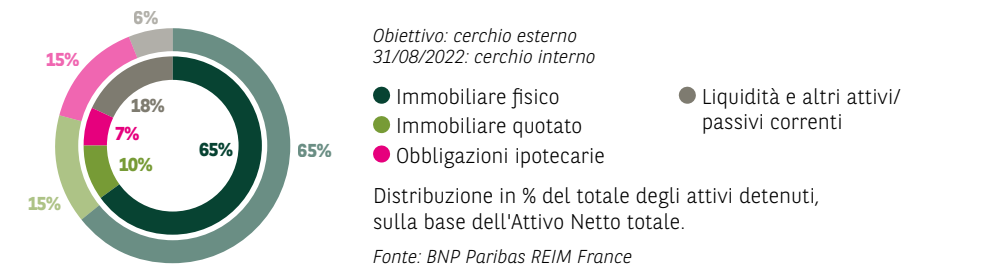 6%
15%
18%
7%
10%
65%
65%
15%
Obiettivo: cerchio esterno
31/08/2022: cerchio interno
Immobiliare fisico
Immobiliare quotato
Obbligazioni ipotecarie
Liquidità e altri attivi/
passivi correnti
Distribuzione in % del totale degli attivi detenuti,
sulla base dell'Attivo Netto totale.
Fonte: BNP Paribas REIM France